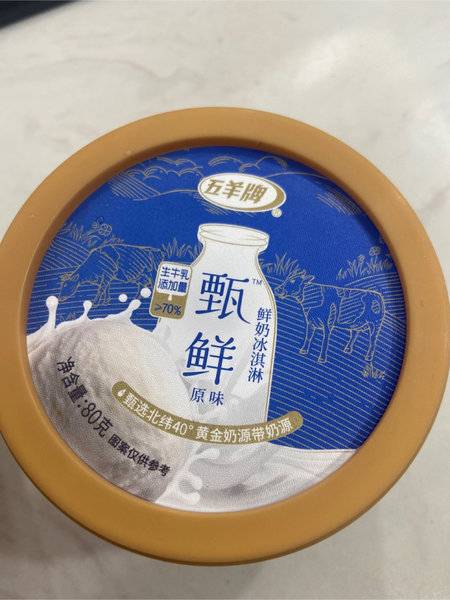 五羊牌
®
生牛乳
添加量
>70%
甄鲜™
鲜奶冰淇淋
原味
甄选北纬40°黄金奶源带奶源
净含量:80克
图案仅供参考